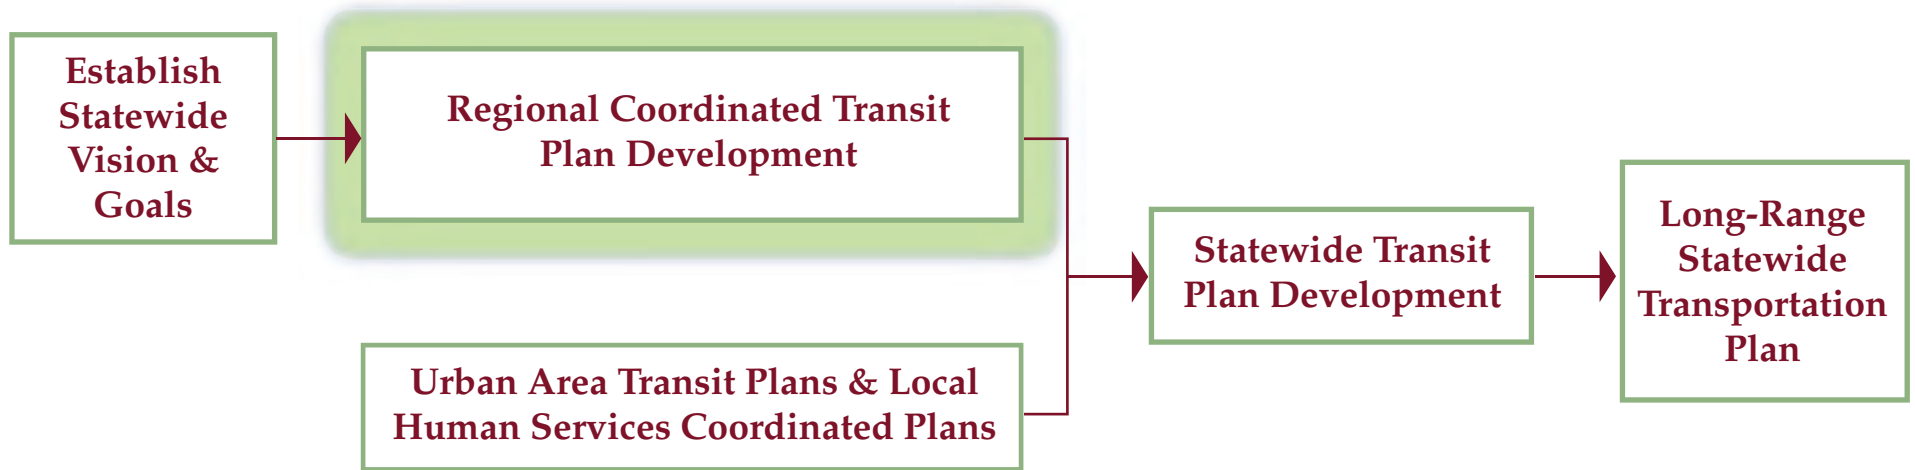 Establish
Statewide
Vision &
Goals
Regional Coordinated Transit
Plan Development
Urban Area Transit Plans & Local
Human Services Coordinated Plans
Statewide Transit
Plan Development
Long-Range
Statewide
Transportation
Plan